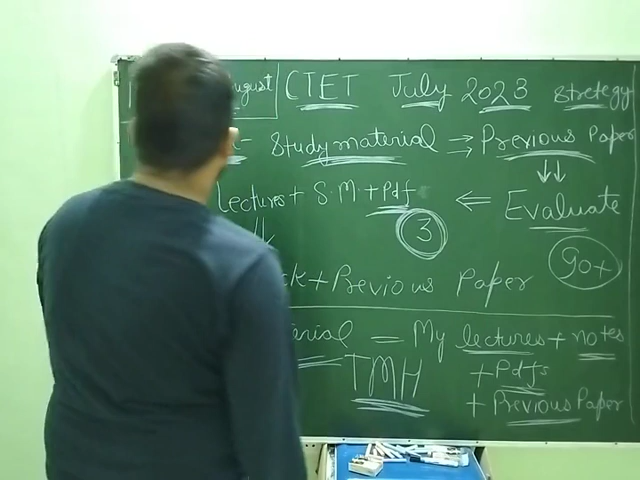 August CTET July 2023 Stretegy
Study material ⇒ Previous Paper
Lectures + S.M. + Pdf ⇐ Evaluate
3
90+
+ Previous Paper
= My lectures + notes
TMH + Pdfs
+ Previous Paper